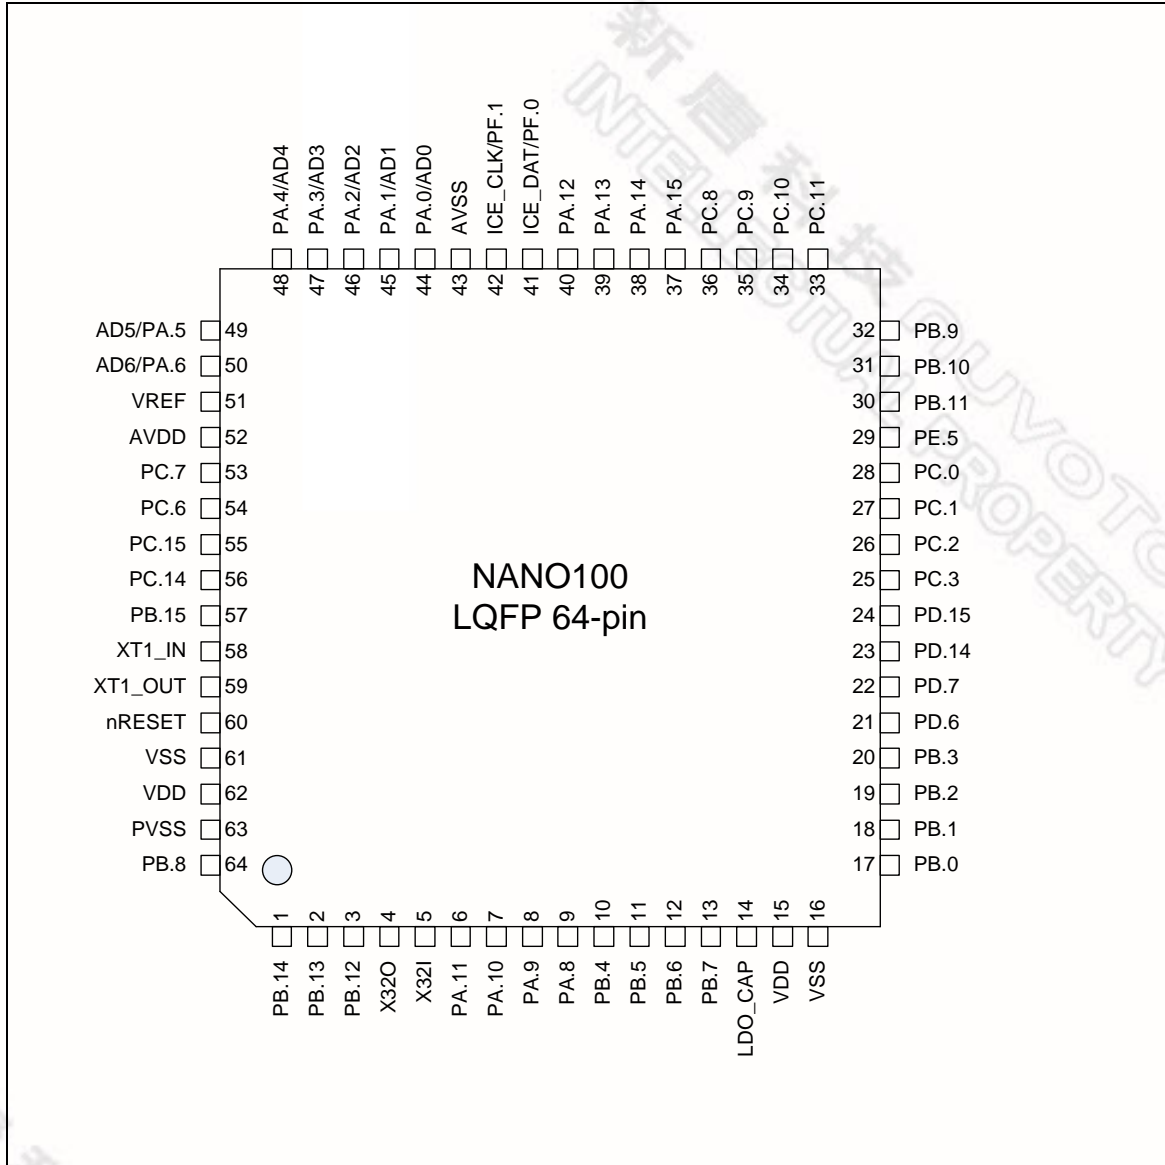 新唐科技 nuvoTo
INTELLECTUAL PROPERTY
PA.4/AD4
PA.3/AD3
PA.2/AD2
PA.1/AD1
PA.0/AD0
AVSS
ICE_CLK/PF.1
ICE_DAT/PF.0
PA.12
PA.13
PA.14
PA.15
PC.8
PC.9
PC.10
PC.11
48
47
46
45
44
43
42
41
40
39
38
37
36
35
34
33
AD5/PA.5 49
AD6/PA.6 50
VREF 51
AVDD 52
PC.7 53
PC.6 54
PC.15 55
PC.14 56
PB.15 57
XT1_IN 58
XT1_OUT 59
nRESET 60
VSS 61
VDD 62
PVSS 63
PB.8 64
NANO100
LQFP 64-pin
32 PB.9
31 PB.10
30 PB.11
29 PE.5
28 PC.0
27 PC.1
26 PC.2
25 PC.3
24 PD.15
23 PD.14
22 PD.7
21 PD.6
20 PB.3
19 PB.2
18 PB.1
17 PB.0
1
2
3
4
5
6
7
8
9
10
11
12
13
14
15
16
PB.14
PB.13
PB.12
X32O
X32I
PA.11
PA.10
PA.9
PA.8
PB.4
PB.5
PB.6
PB.7
LDO_CAP
VDD
VSS